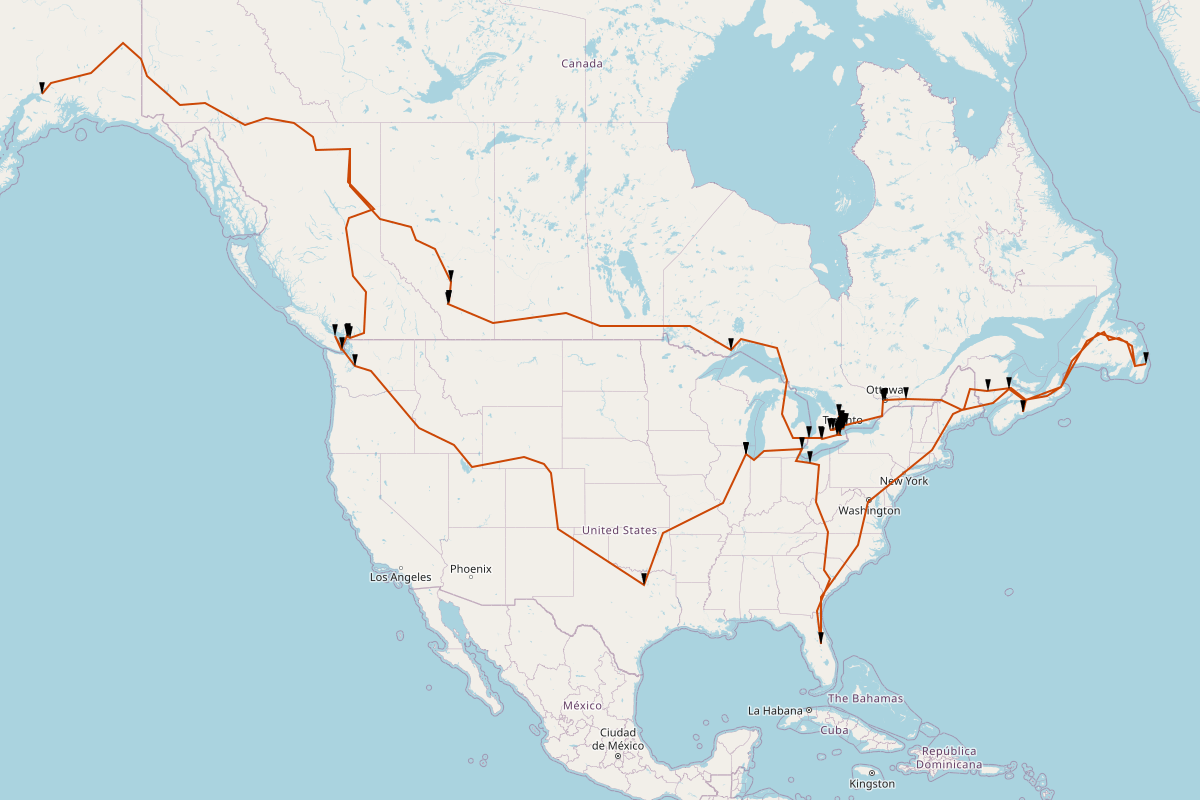 Canada
Ottawa
Toronto
New York
Washington
United States
Los Angeles
Phoenix
The Bahamas
La Habana
México
Cuba
Ciudad
de México
República
Dominicana
Kingston